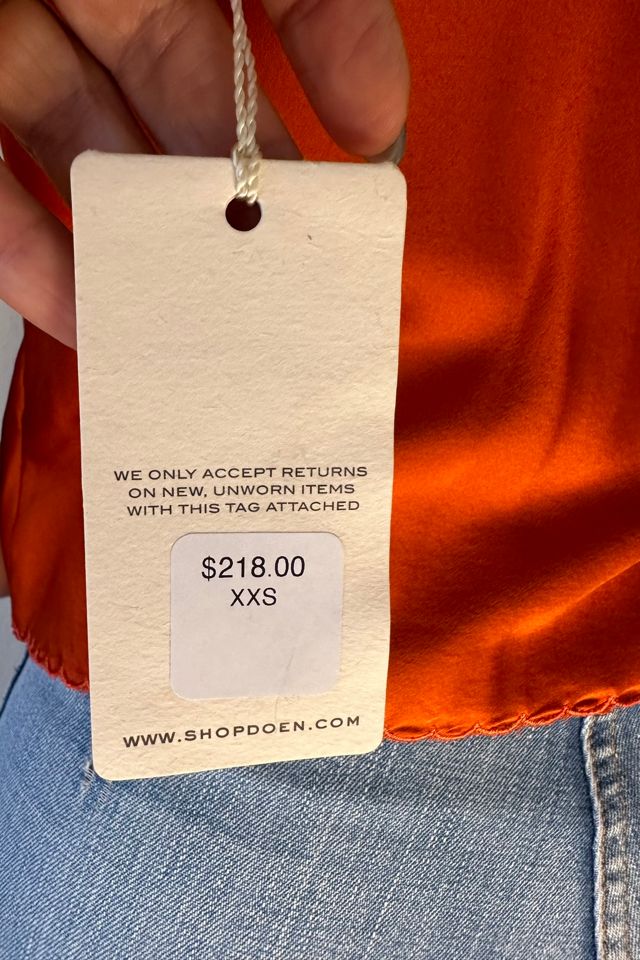 WE ONLY ACCEPT RETURNS
ON NEW, UNWORN ITEMS
WITH THIS TAG ATTACHED
$218.00
XXS
WWW.SHOPDOEN.COM